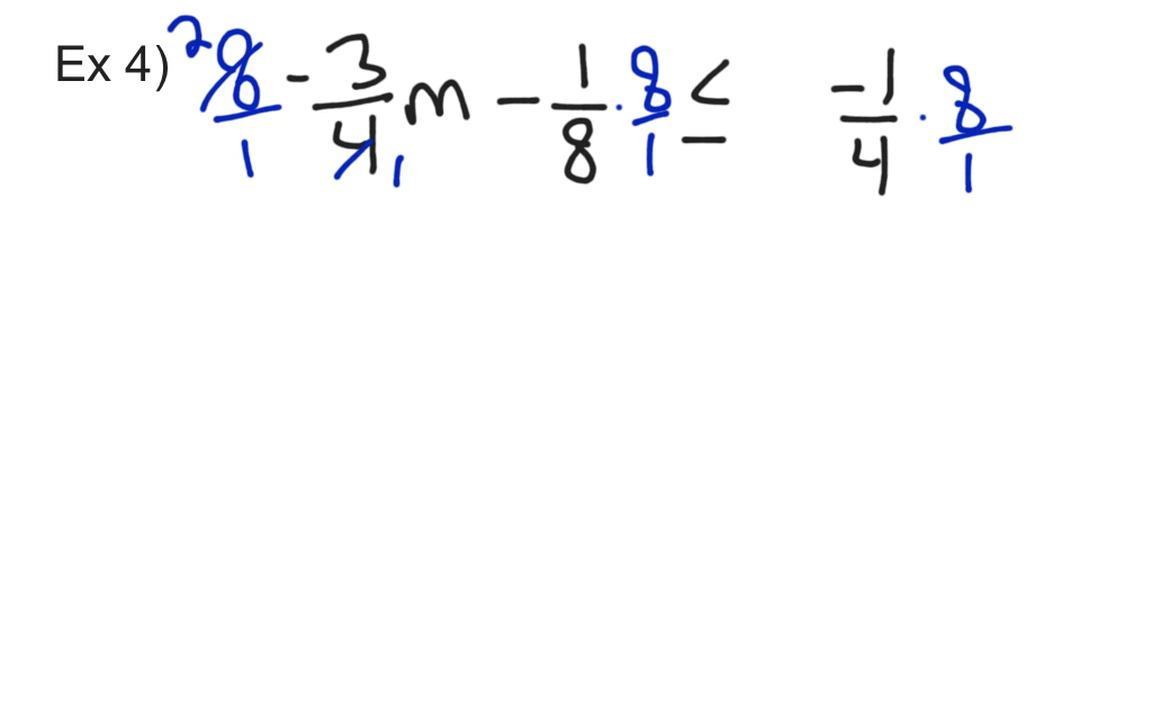 Ex 4) 2 8/1 - 3/4 1 m - 1/8 · 8/1 ≤ -1/4 · 8/1